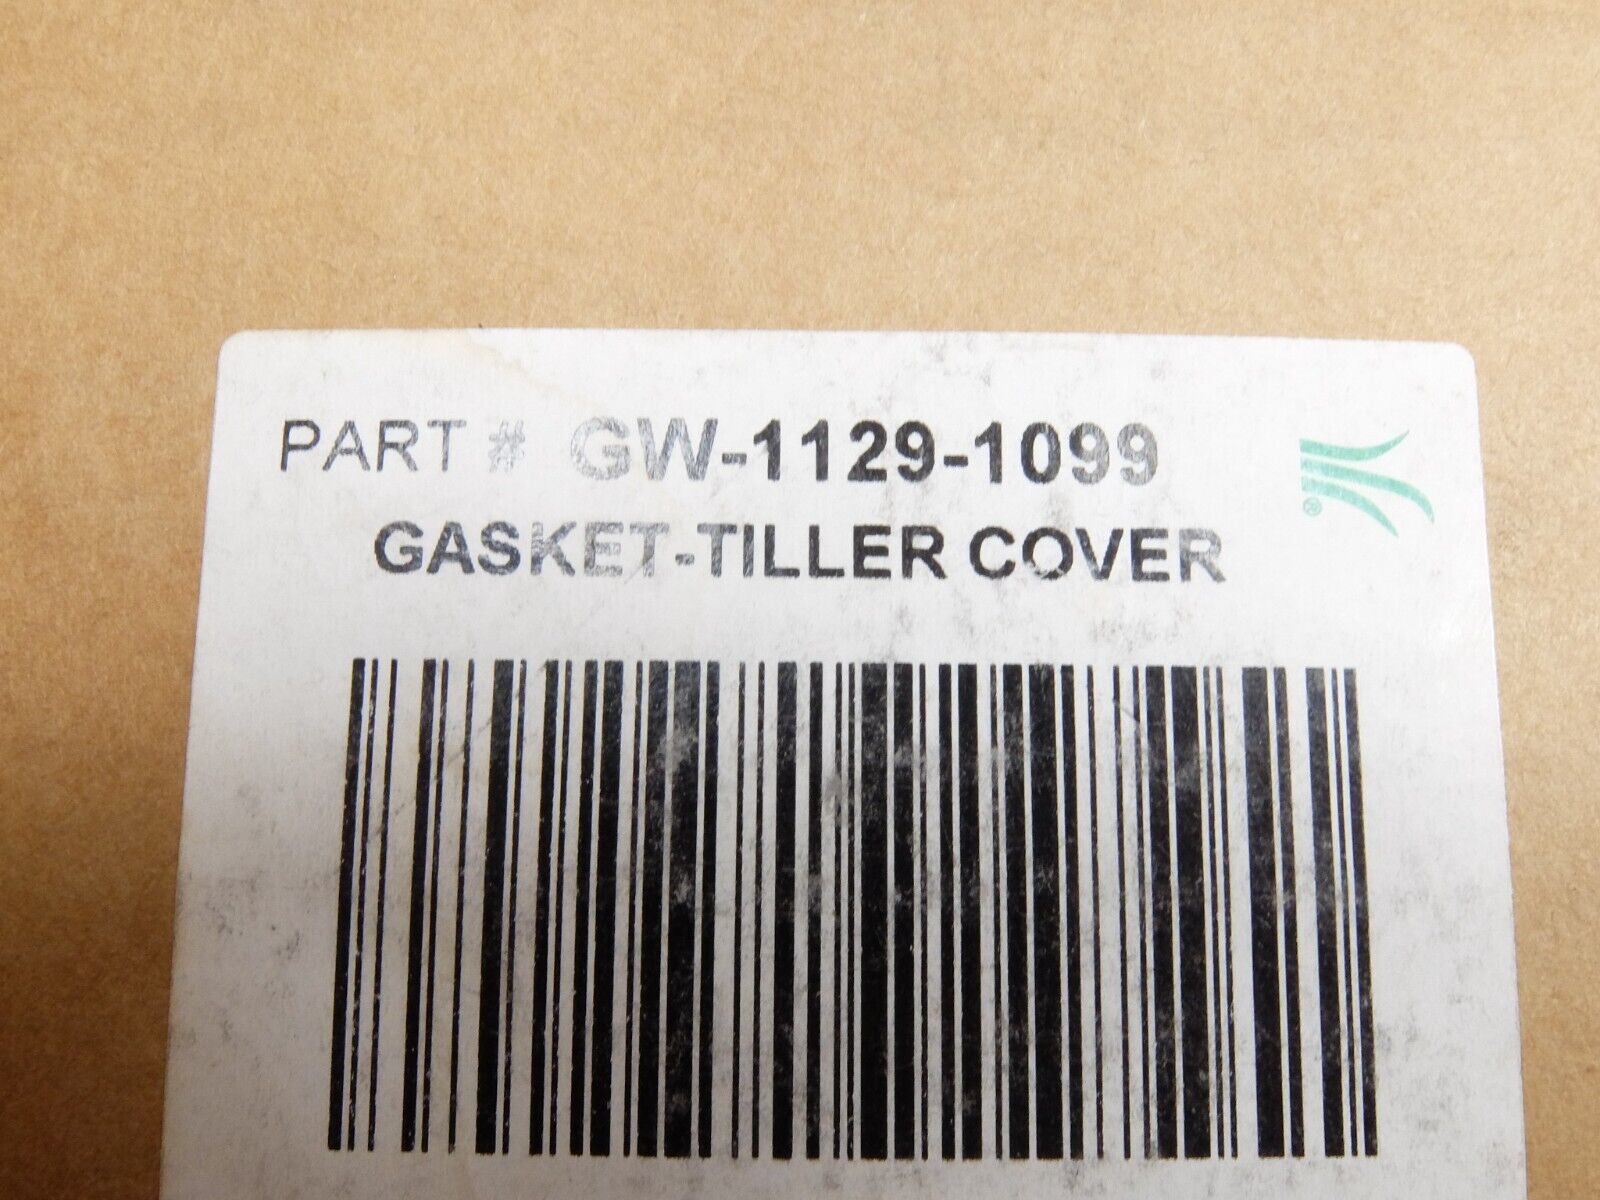 PART # GW-1129-1099
GASKET-TILLER COVER
®